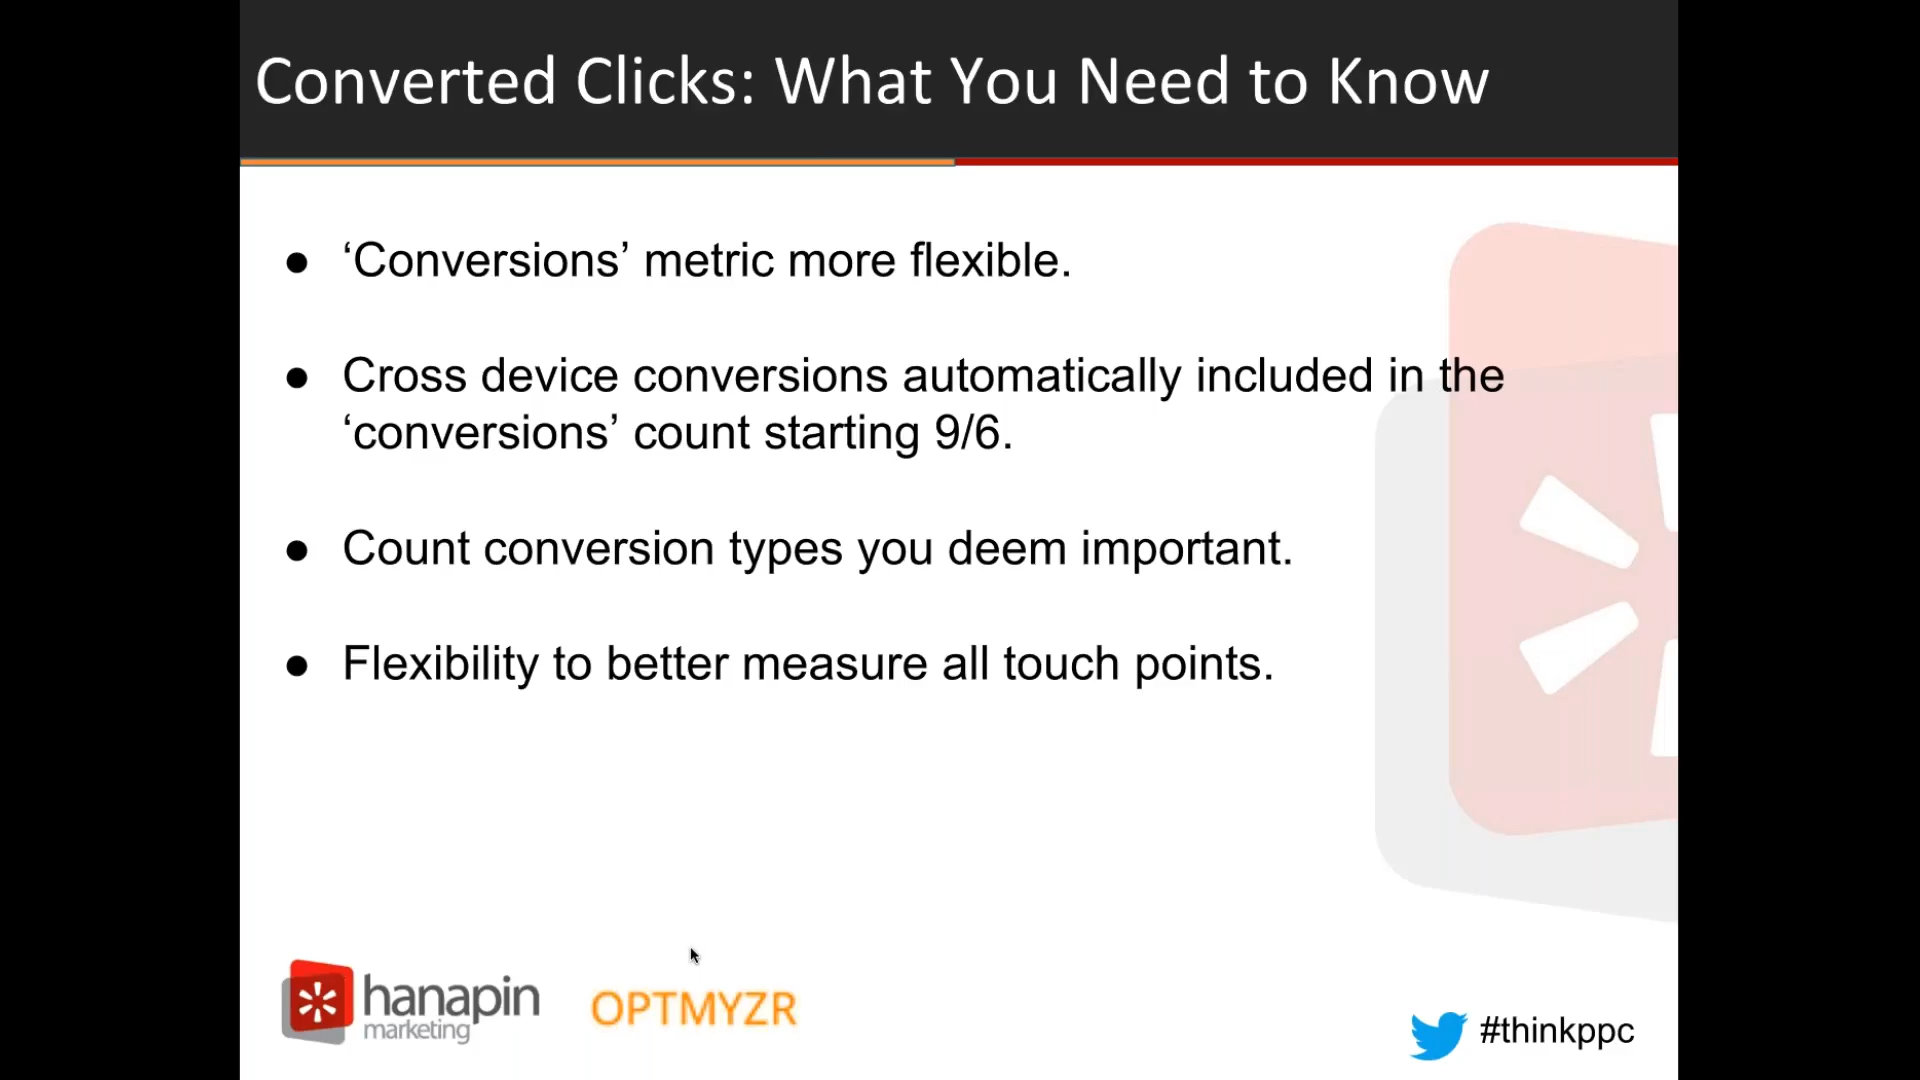 Converted Clicks: What You Need to Know
● ‘Conversions’ metric more flexible.
● Cross device conversions automatically included in the
‘conversions’ count starting 9/6.
● Count conversion types you deem important.
● Flexibility to better measure all touch points.
hanapin
marketing
OPTMYZR
#thinkppc